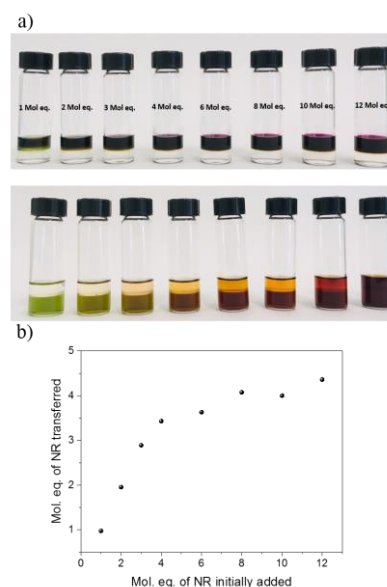 a)
1 Mol eq. 2 Mol eq. 3 Mol eq. 4 Mol eq. 6 Mol eq. 8 Mol eq. 10 Mol eq. 12 Mol eq.
b)
5
4
3
2
1
0 2 4 6 8 10 12
Mol. eq. of NR transferred
Mol. eq. of NR initially added